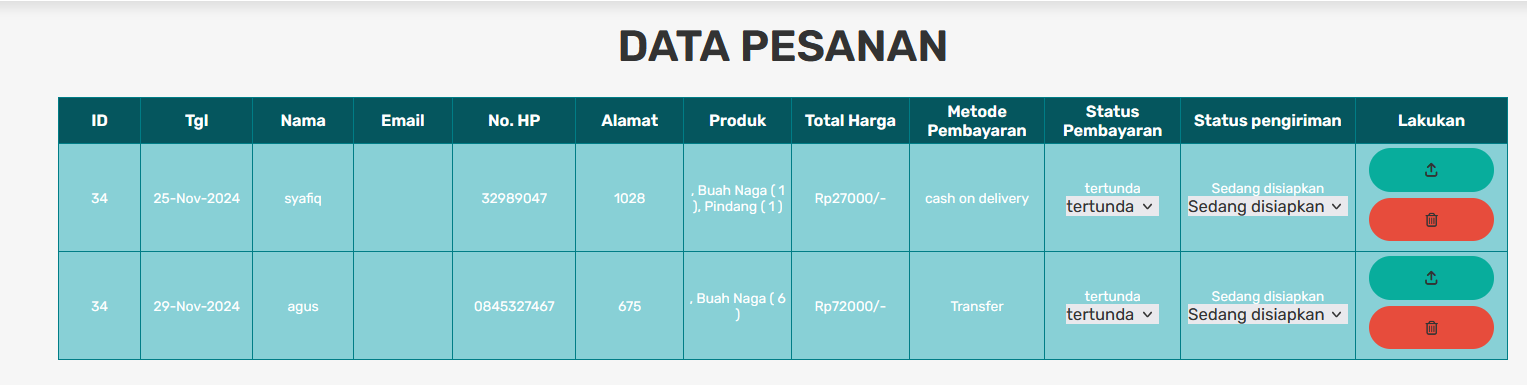 DATA PESANAN
ID Tgl Nama Email No. HP Alamat Produk Total Harga Metode Pembayaran Status Pembayaran Status pengiriman Lakukan
34 25-Nov-2024 syafiq 32989047 1028 , Buah Naga ( 1 ), Pindang ( 1 ) Rp27000/- cash on delivery tertunda tertunda Sedang disiapkan Sedang disiapkan
34 29-Nov-2024 agus 0845327467 675 , Buah Naga ( 6 ) Rp72000/- Transfer tertunda tertunda Sedang disiapkan Sedang disiapkan